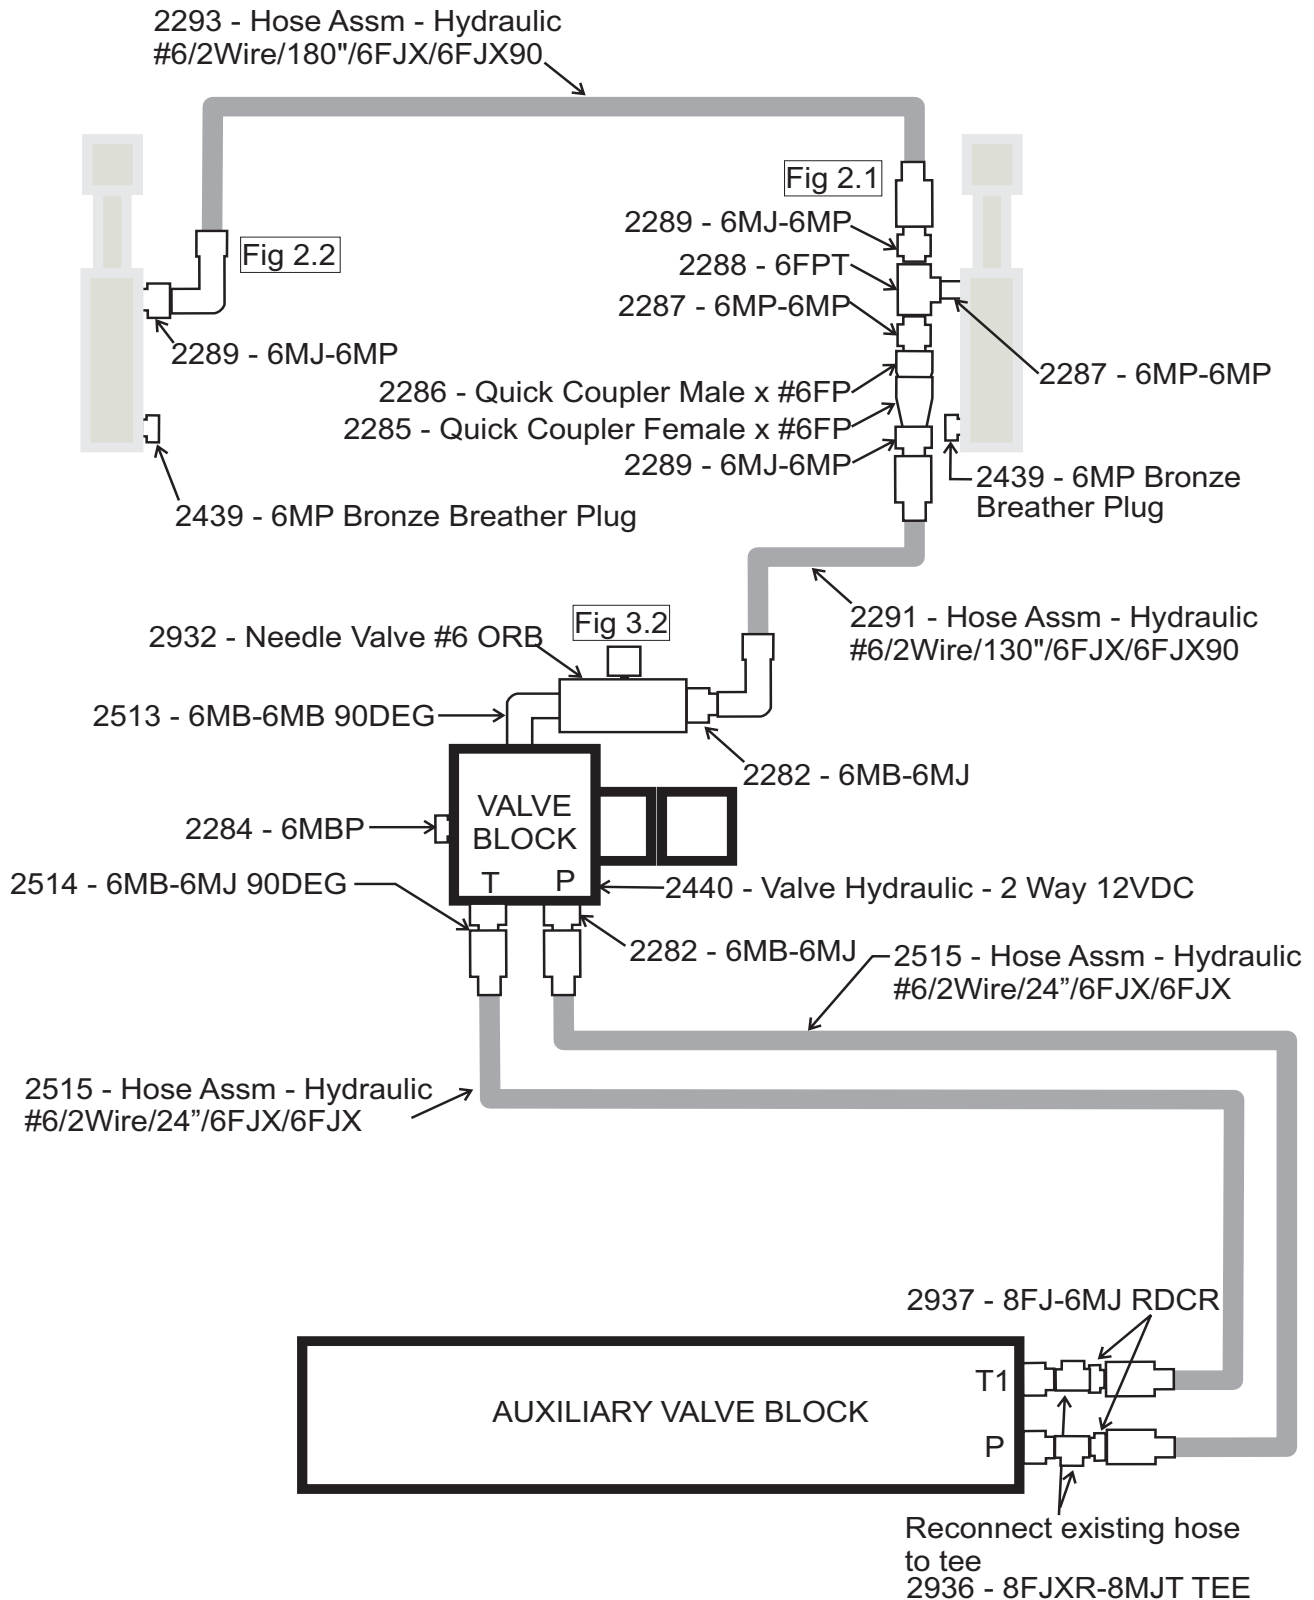 2293 - Hose Assm - Hydraulic
#6/2Wire/180"/6FJX/6FJX90
Fig 2.1
2289 - 6MJ-6MP
Fig 2.2
2288 - 6FPT
2287 - 6MP-6MP
2289 - 6MJ-6MP
2287 - 6MP-6MP
2286 - Quick Coupler Male x #6FP
2285 - Quick Coupler Female x #6FP
2289 - 6MJ-6MP
2439 - 6MP Bronze
Breather Plug
2439 - 6MP Bronze Breather Plug
2291 - Hose Assm - Hydraulic
#6/2Wire/130"/6FJX/6FJX90
Fig 3.2
2932 - Needle Valve #6 ORB
2513 - 6MB-6MB 90DEG
2282 - 6MB-6MJ
VALVE
BLOCK
2284 - 6MBP
T P
2514 - 6MB-6MJ 90DEG
2440 - Valve Hydraulic - 2 Way 12VDC
2282 - 6MB-6MJ
2515 - Hose Assm - Hydraulic
#6/2Wire/24”/6FJX/6FJX
2515 - Hose Assm - Hydraulic
#6/2Wire/24”/6FJX/6FJX
2937 - 8FJ-6MJ RDCR
T1
AUXILIARY VALVE BLOCK
P
Reconnect existing hose
to tee
2936 - 8FJXR-8MJT TEE